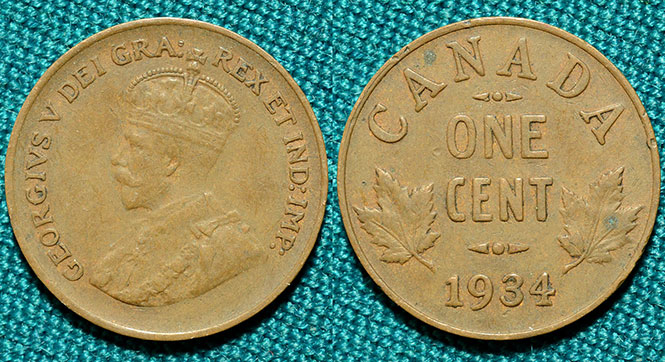 GEORGIVS V DEI GRA: REX ET IND: IMP:
CANADA
ONE
CENT
1934